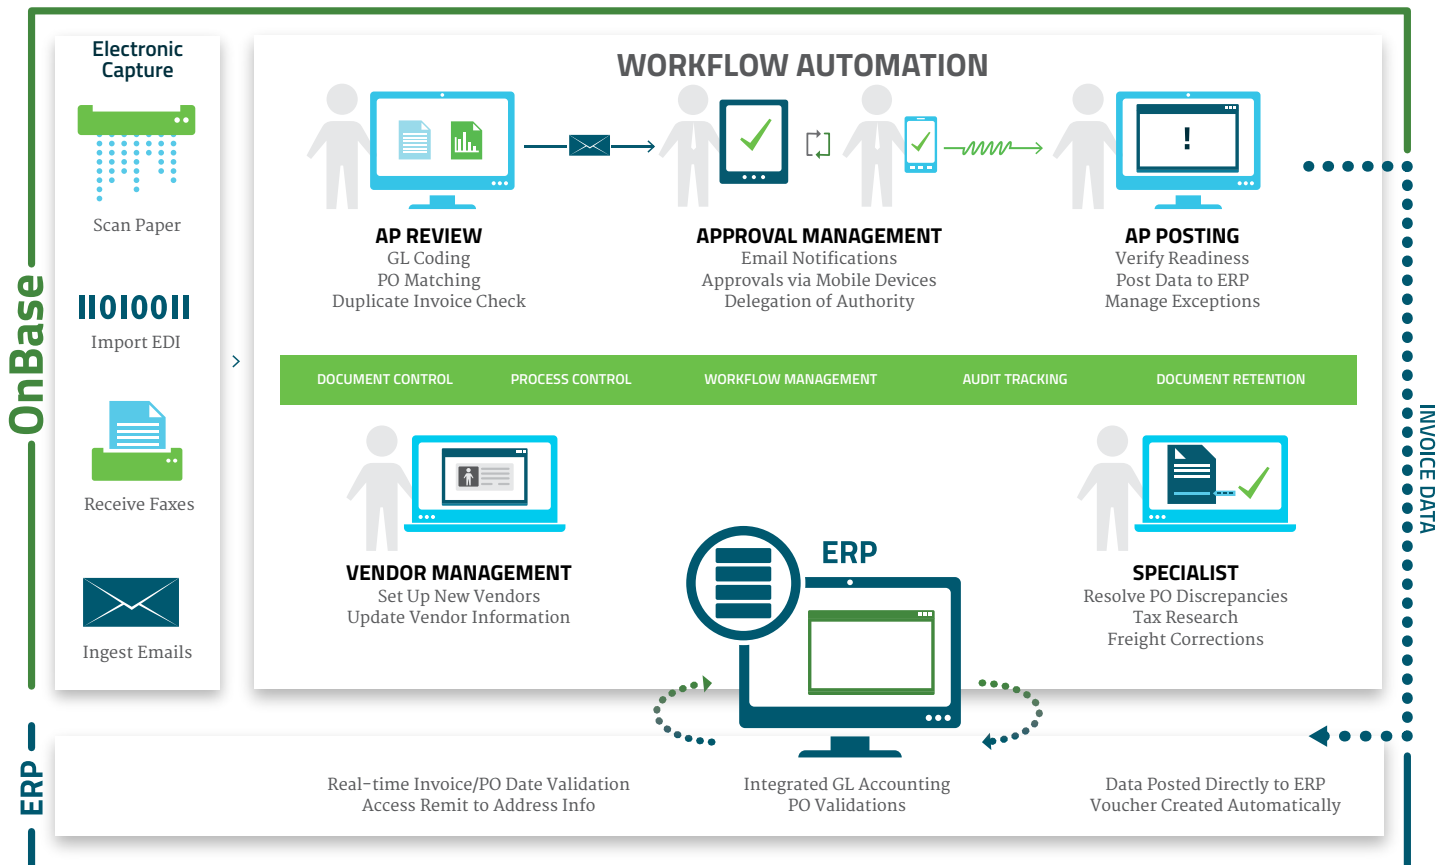 Electronic
Capture
Scan Paper
IIOIOOII
Import EDI
Receive Faxes
Ingest Emails
OnBase
WORKFLOW AUTOMATION
AP REVIEW
GL Coding
PO Matching
Duplicate Invoice Check
APPROVAL MANAGEMENT
Email Notifications
Approvals via Mobile Devices
Delegation of Authority
!
AP POSTING
Verify Readiness
Post Data to ERP
Manage Exceptions
DOCUMENT CONTROL PROCESS CONTROL WORKFLOW MANAGEMENT AUDIT TRACKING DOCUMENT RETENTION
VENDOR MANAGEMENT
Set Up New Vendors
Update Vendor Information
ERP
SPECIALIST
Resolve PO Discrepancies
Tax Research
Freight Corrections
INVOICE DATA
ERP
Real-time Invoice/PO Date Validation
Access Remit to Address Info
Integrated GL Accounting
PO Validations
Data Posted Directly to ERP
Voucher Created Automatically